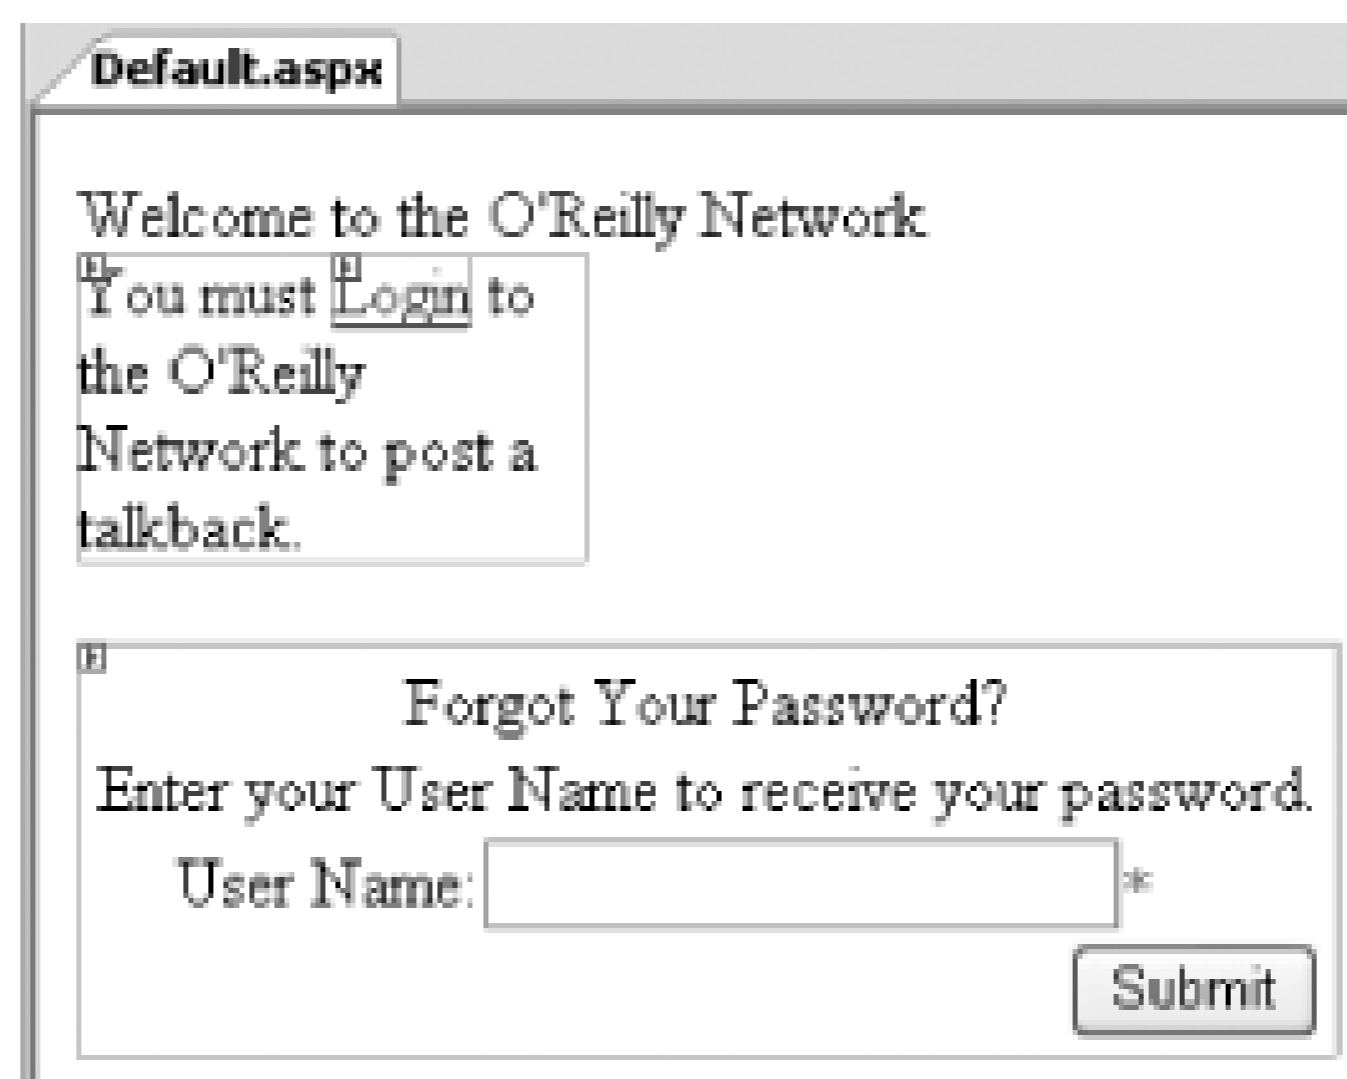 Default.aspx
Welcome to the O'Reilly Network
You must Login to
the O'Reilly
Network to post a
talkback.
Forgot Your Password?
Enter your User Name to receive your password.
User Name: *
Submit